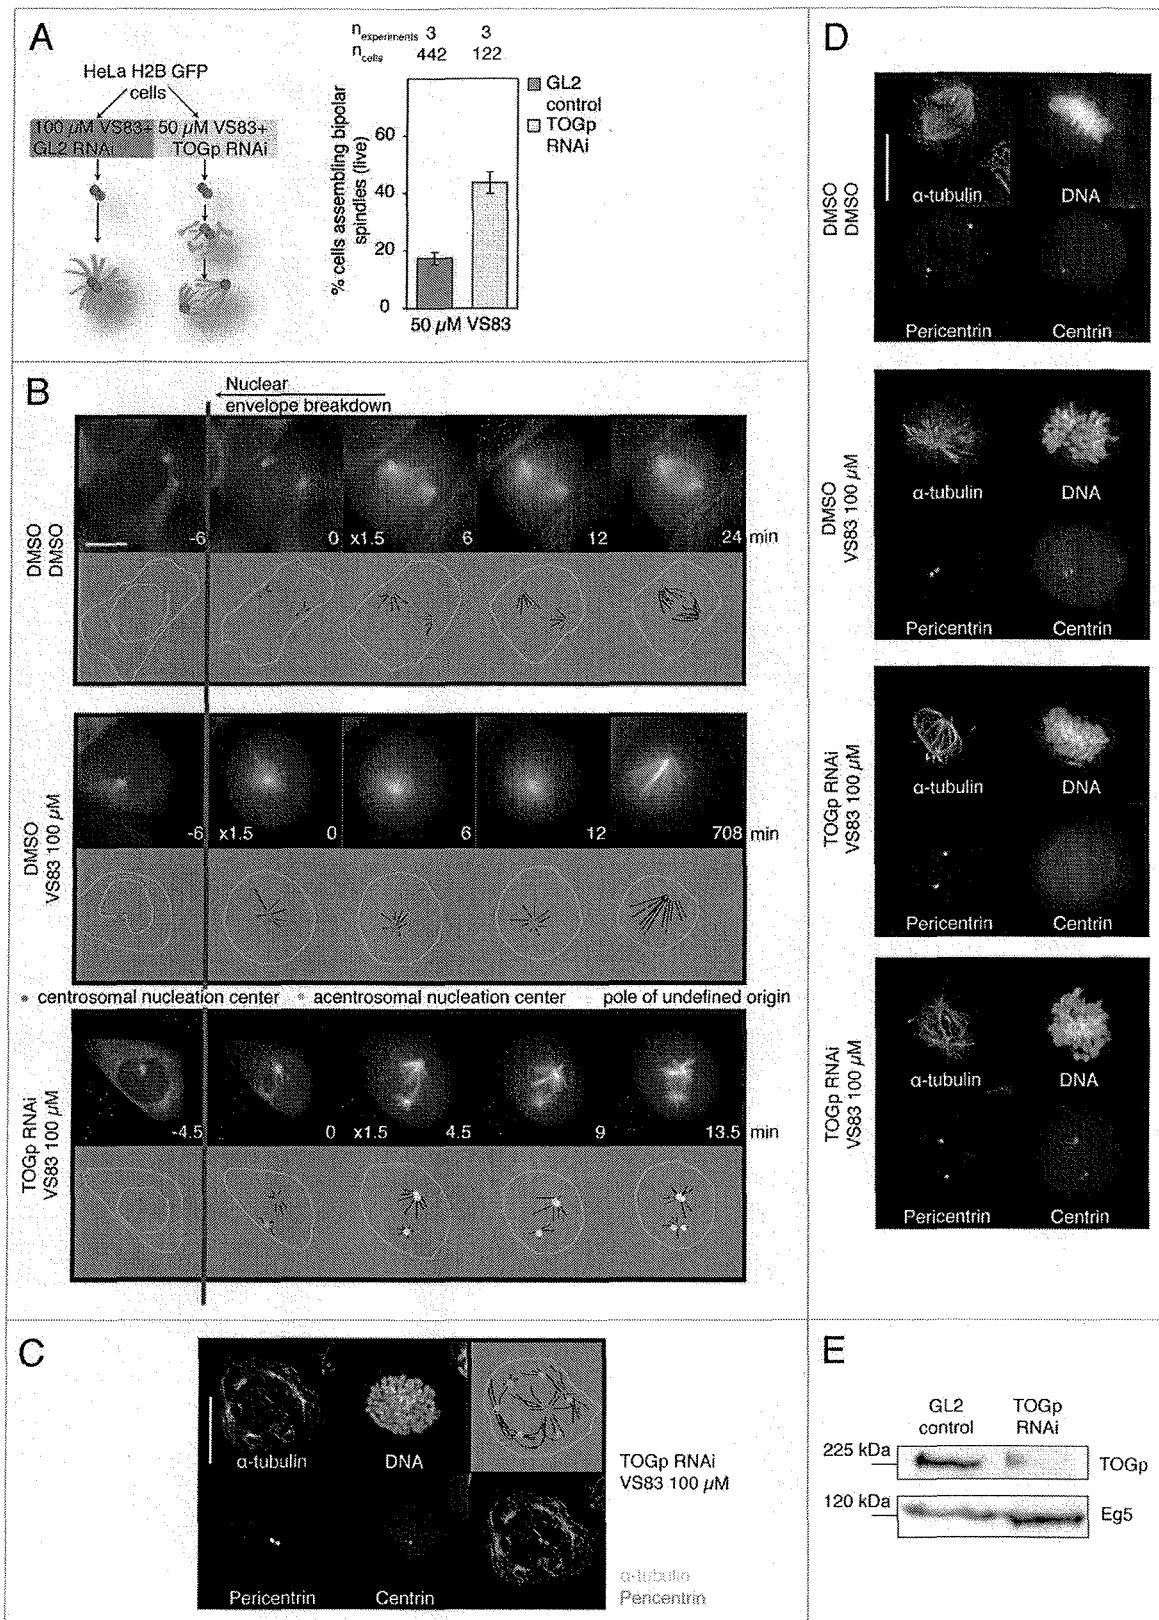 A
n experiments 3 3
n cells 442 122
HeLa H2B GFP
cells
100 µM VS83+
GL2 RNAi
50 µM VS83+
TOGp RNAi
% cells assembling bipolar
spindles (live)
60
40
20
0
50 µM VS83
GL2
control
TOGp
RNAi
B
Nuclear
envelope breakdown
DMSO
DMSO
-6
0
x1.5
6
12
24 min
DMSO
VS83 100 µM
-6
x1.5
0
6
12
708 min
centrosomal nucleation center
acentrosomal nucleation center
pole of undefined origin
TOGp RNAi
VS83 100 µM
-4.5
0
x1.5
4.5
9
13.5 min
C
α-tubulin
DNA
Pericentrin
Centrin
TOGp RNAi
VS83 100 µM
α-tubulin
Pericentrin
D
DMSO
DMSO
α-tubulin
DNA
Pericentrin
Centrin
DMSO
VS83 100 µM
α-tubulin
DNA
Pericentrin
Centrin
TOGp RNAi
VS83 100 µM
α-tubulin
DNA
Pericentrin
Centrin
TOGp RNAi
VS83 100 µM
α-tubulin
DNA
Pericentrin
Centrin
E
GL2
control
TOGp
RNAi
225 kDa
TOGp
120 kDa
Eg5